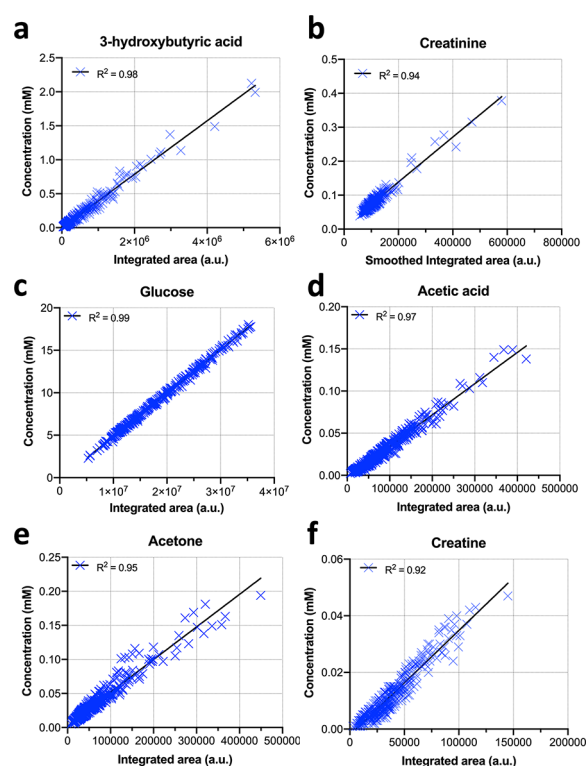 a
3-hydroxybutyric acid
R² = 0.98
Concentration (mM)
2.5
2.0
1.5
1.0
0.5
0.0
0
2×10⁶
4×10⁶
6×10⁶
Integrated area (a.u.)
b
Creatinine
R² = 0.94
Concentration (mM)
0.5
0.4
0.3
0.2
0.1
0.0
0
200000
400000
600000
800000
Smoothed Integrated area (a.u.)
c
Glucose
R² = 0.99
Concentration (mM)
20
15
10
5
0
0
1×10⁷
2×10⁷
3×10⁷
4×10⁷
Integrated area (a.u.)
d
Acetic acid
R² = 0.97
Concentration (mM)
0.20
0.15
0.10
0.05
0.00
0
100000
200000
300000
400000
500000
Integrated area (a.u.)
e
Acetone
R² = 0.95
Concentration (mM)
0.25
0.20
0.15
0.10
0.05
0.00
0
100000
200000
300000
400000
500000
Integrated area (a.u.)
f
Creatine
R² = 0.92
Concentration (mM)
0.06
0.04
0.02
0.00
0
50000
100000
150000
200000
Integrated area (a.u.)